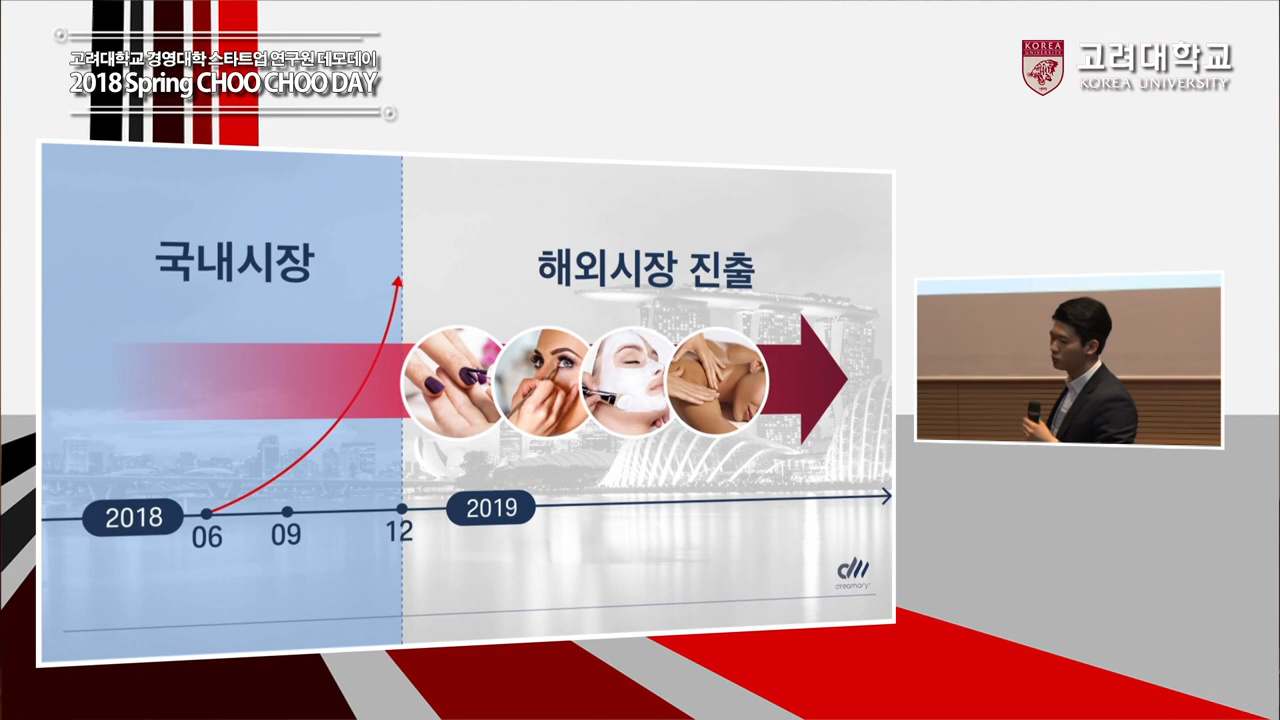 고려대학교 경영대학 스타트업 연구원 데모데이
2018 Spring CHOO CHOO DAY
KOREA
UNIVERSITY
고려대학교
KOREA UNIVERSITY
국내시장
해외시장 진출
2018
06
09
12
2019
dreamary